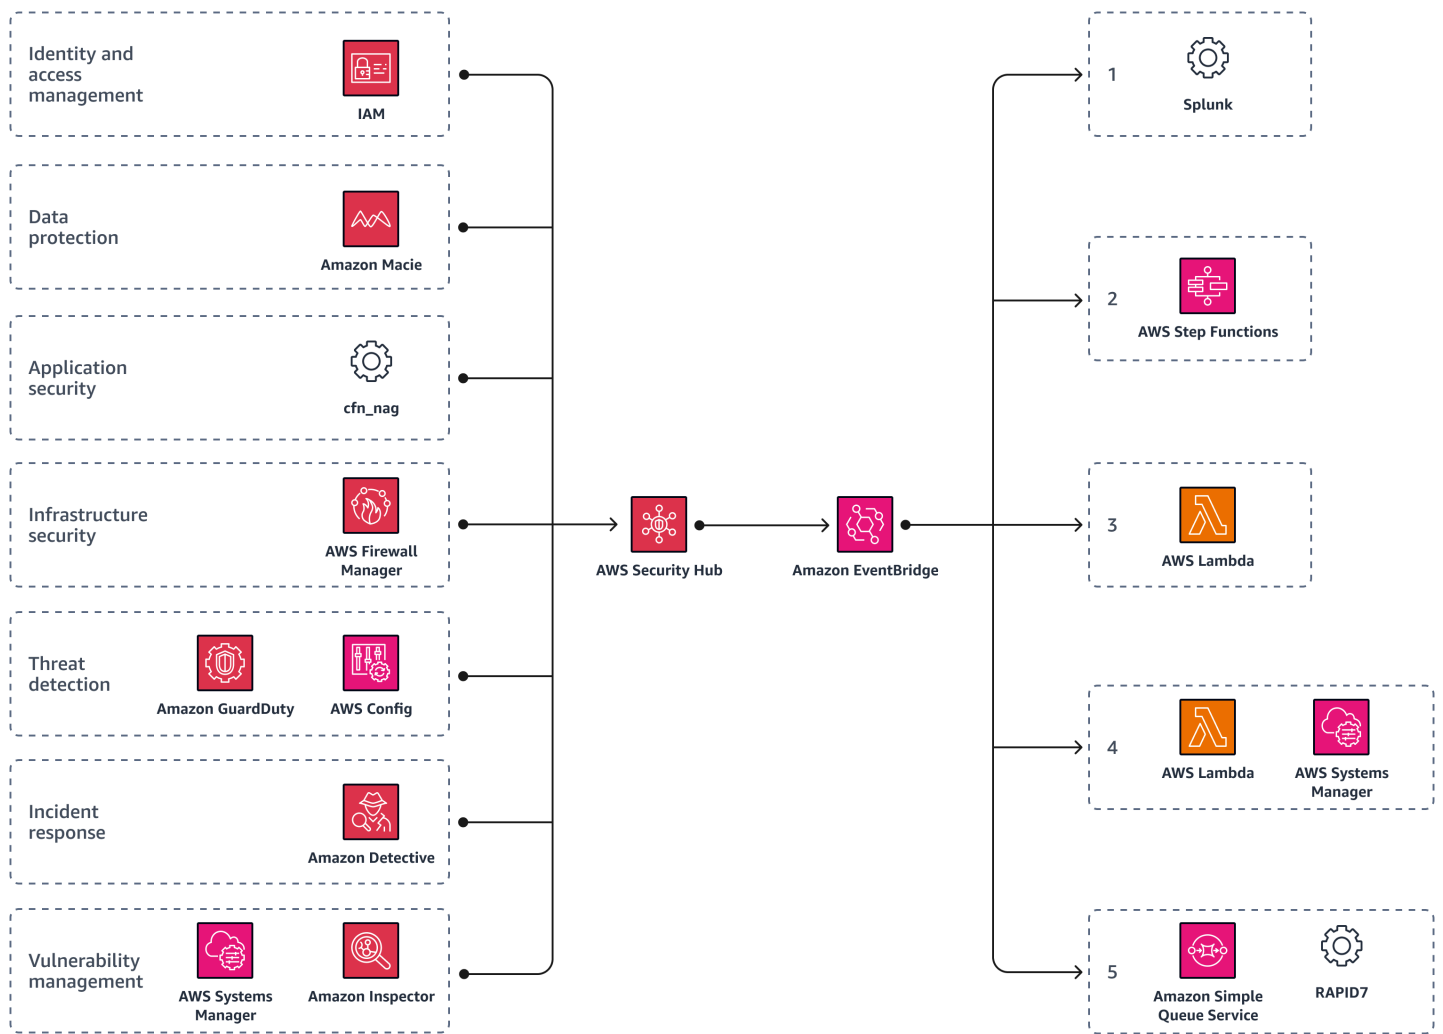 Identity and
access
management
IAM
Data
protection
Amazon Macie
Application
security
cfn_nag
Infrastructure
security
AWS Firewall
Manager
Threat
detection
Amazon GuardDuty
AWS Config
Incident
response
Amazon Detective
Vulnerability
management
AWS Systems
Manager
Amazon Inspector
AWS Security Hub
Amazon EventBridge
1
Splunk
2
AWS Step Functions
3
AWS Lambda
4
AWS Lambda
AWS Systems
Manager
5
Amazon Simple
Queue Service
RAPID7